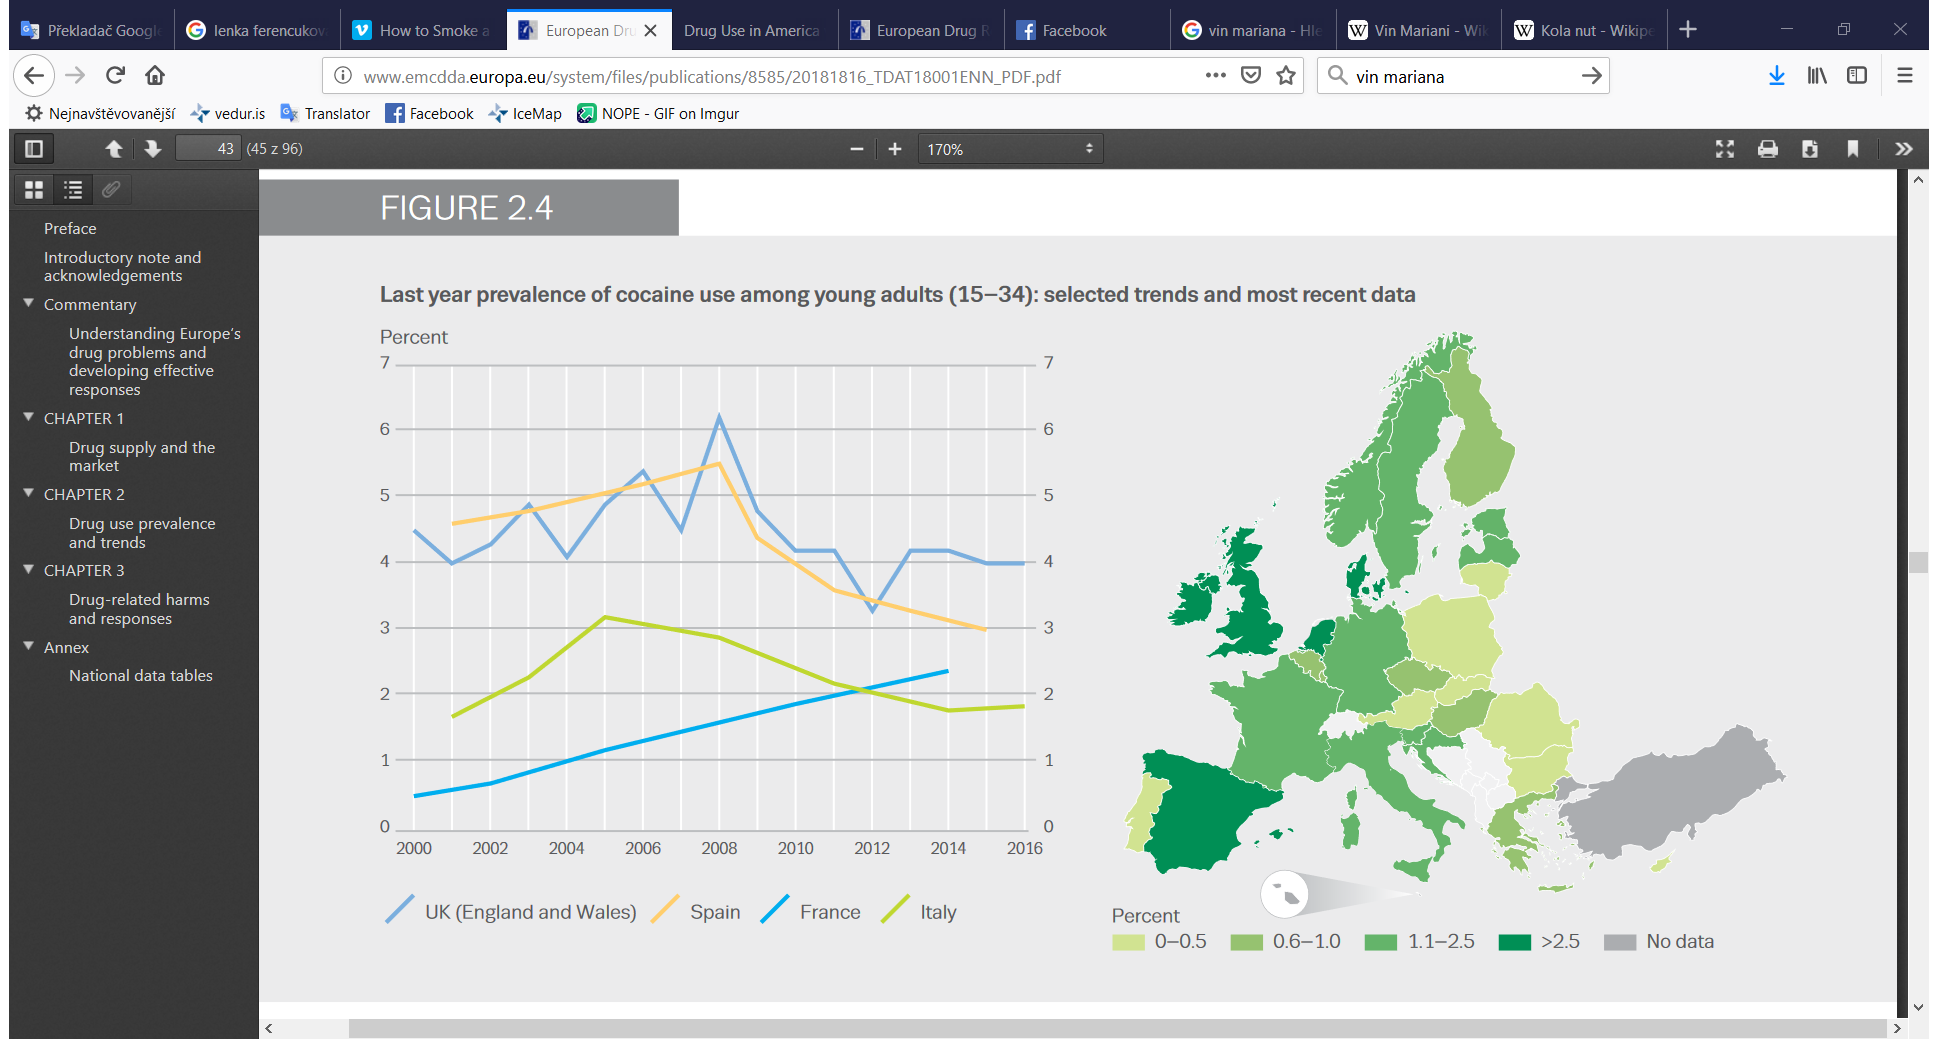 Překladač Google
lenka ferencukov
How to Smoke a
European Dru
Drug Use in America
European Drug R
Facebook
vin mariana - Hle
Vin Mariani - Wik
Kola nut - Wikipe
www.emcdda.europa.eu/system/files/publications/8585/20181816_TDAT18001ENN_PDF.pdf
vin mariana
Nejnavštěvovanější
vedur.is
Translator
Facebook
IceMap
NOPE - GIF on Imgur
43 (45 z 96)
170%
Preface
Introductory note and
acknowledgements
Commentary
Understanding Europe's
drug problems and
developing effective
responses
CHAPTER 1
Drug supply and the
market
CHAPTER 2
Drug use prevalence
and trends
CHAPTER 3
Drug-related harms
and responses
Annex
National data tables
FIGURE 2.4
Last year prevalence of cocaine use among young adults (15–34): selected trends and most recent data
Percent
7 7
6 6
5 5
4 4
3 3
2 2
1 1
0 0
2000 2002 2004 2006 2008 2010 2012 2014 2016
UK (England and Wales) Spain France Italy
Percent
0–0.5 0.6–1.0 1.1–2.5 >2.5 No data